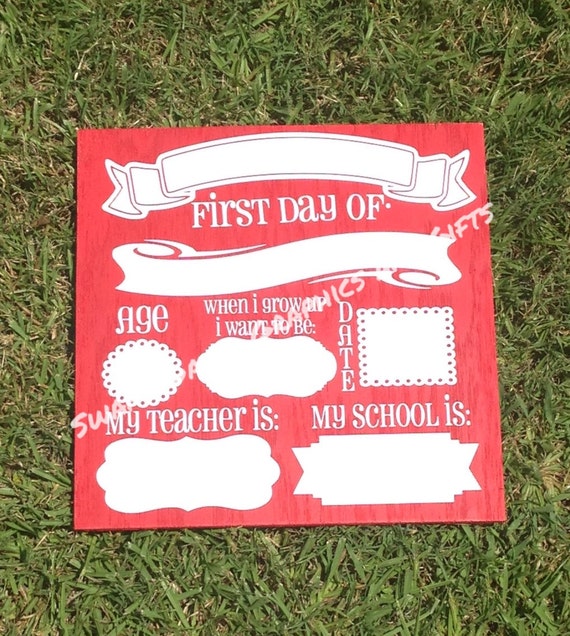 First Day of:
Age
when i grow up
i want to be:
DATE
My Teacher is:
My School is: